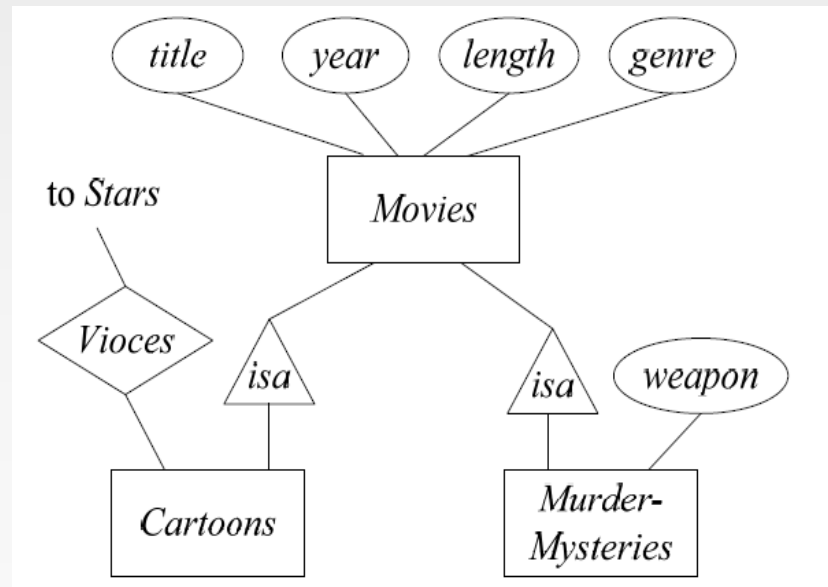 title
year
length
genre
Movies
to Stars
Vioces
isa
isa
weapon
Cartoons
Murder-
Mysteries